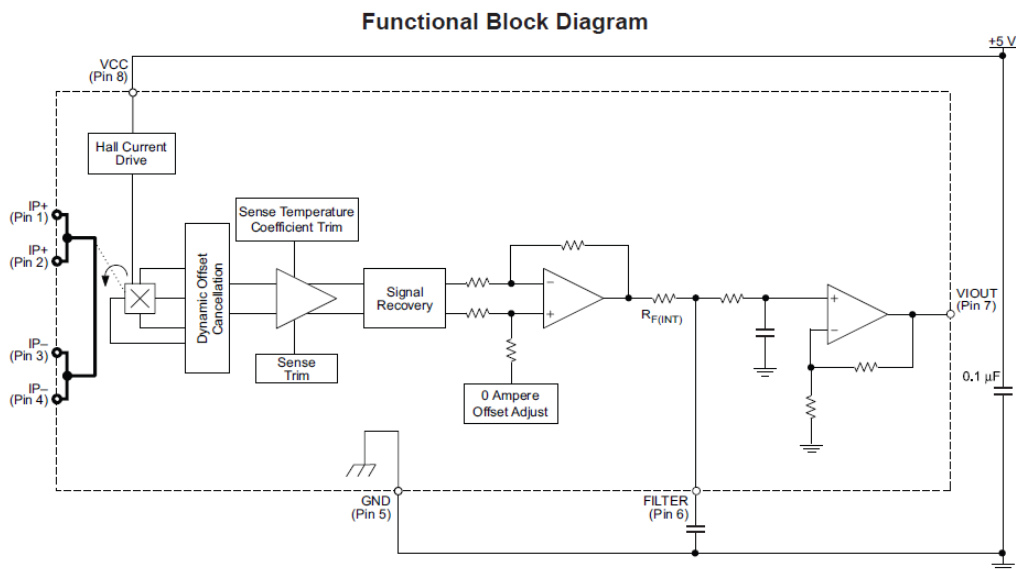 Functional Block Diagram
+5 V
VCC
(Pin 8)
Hall Current
Drive
IP+
(Pin 1)
IP+
(Pin 2)
IP–
(Pin 3)
IP–
(Pin 4)
Dynamic Offset
Cancellation
Sense Temperature
Coefficient Trim
Sense
Trim
Signal
Recovery
0 Ampere
Offset Adjust
−
+
RF(INT)
+
−
VIOUT
(Pin 7)
0.1 µF
GND
(Pin 5)
FILTER
(Pin 6)